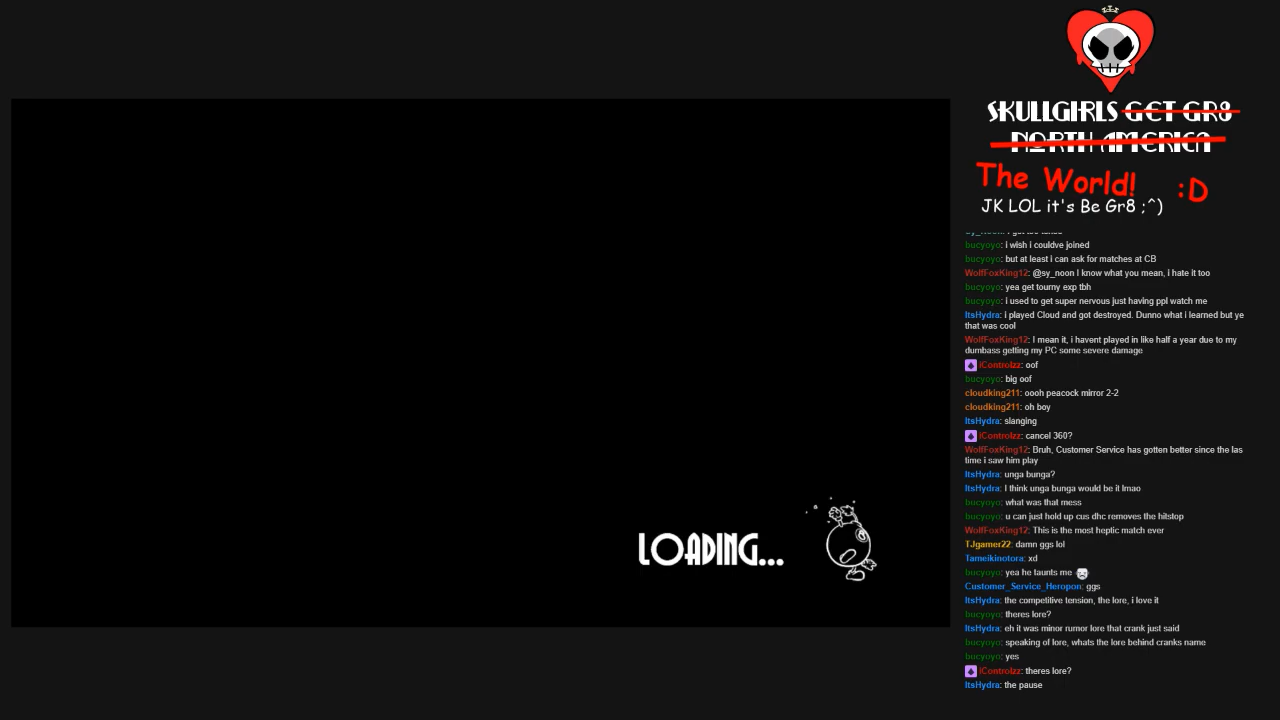 SKULLGIRLS GET GR8
NORTH AMERICA
The World! :D
JK LOL it's Be Gr8 ;^)
bucyoyo: i wish i couldve joined
bucyoyo: but at least i can ask for matches at CB
WolfFoxKing12: @sy_noon I know what you mean, i hate it too
bucyoyo: yea get tourny exp tbh
bucyoyo: i used to get super nervous just having ppl watch me
ItsHydra: i played Cloud and got destroyed. Dunno what i learned but ye
that was cool
WolfFoxKing12: I mean it, i havent played in like half a year due to my
dumbass getting my PC some severe damage
iControlzz: oof
bucyoyo: big oof
cloudking211: oooh peacock mirror 2-2
cloudking211: oh boy
ItsHydra: slanging
iControlzz: cancel 360?
WolfFoxKing12: Bruh, Customer Service has gotten better since the las
time i saw him play
ItsHydra: unga bunga?
ItsHydra: I think unga bunga would be it lmao
bucyoyo: what was that mess
bucyoyo: u can just hold up cus dhc removes the hitstop
WolfFoxKing12: This is the most heptic match ever
TJgamer22: damn ggs lol
Tameikinotora: xd
bucyoyo: yea he taunts me
Customer_Service_Heropon: ggs
ItsHydra: the competitive tension, the lore, i love it
bucyoyo: theres lore?
ItsHydra: eh it was minor rumor lore that crank just said
bucyoyo: speaking of lore, whats the lore behind cranks name
bucyoyo: yes
iControlzz: theres lore?
ItsHydra: the pause
LOADING...